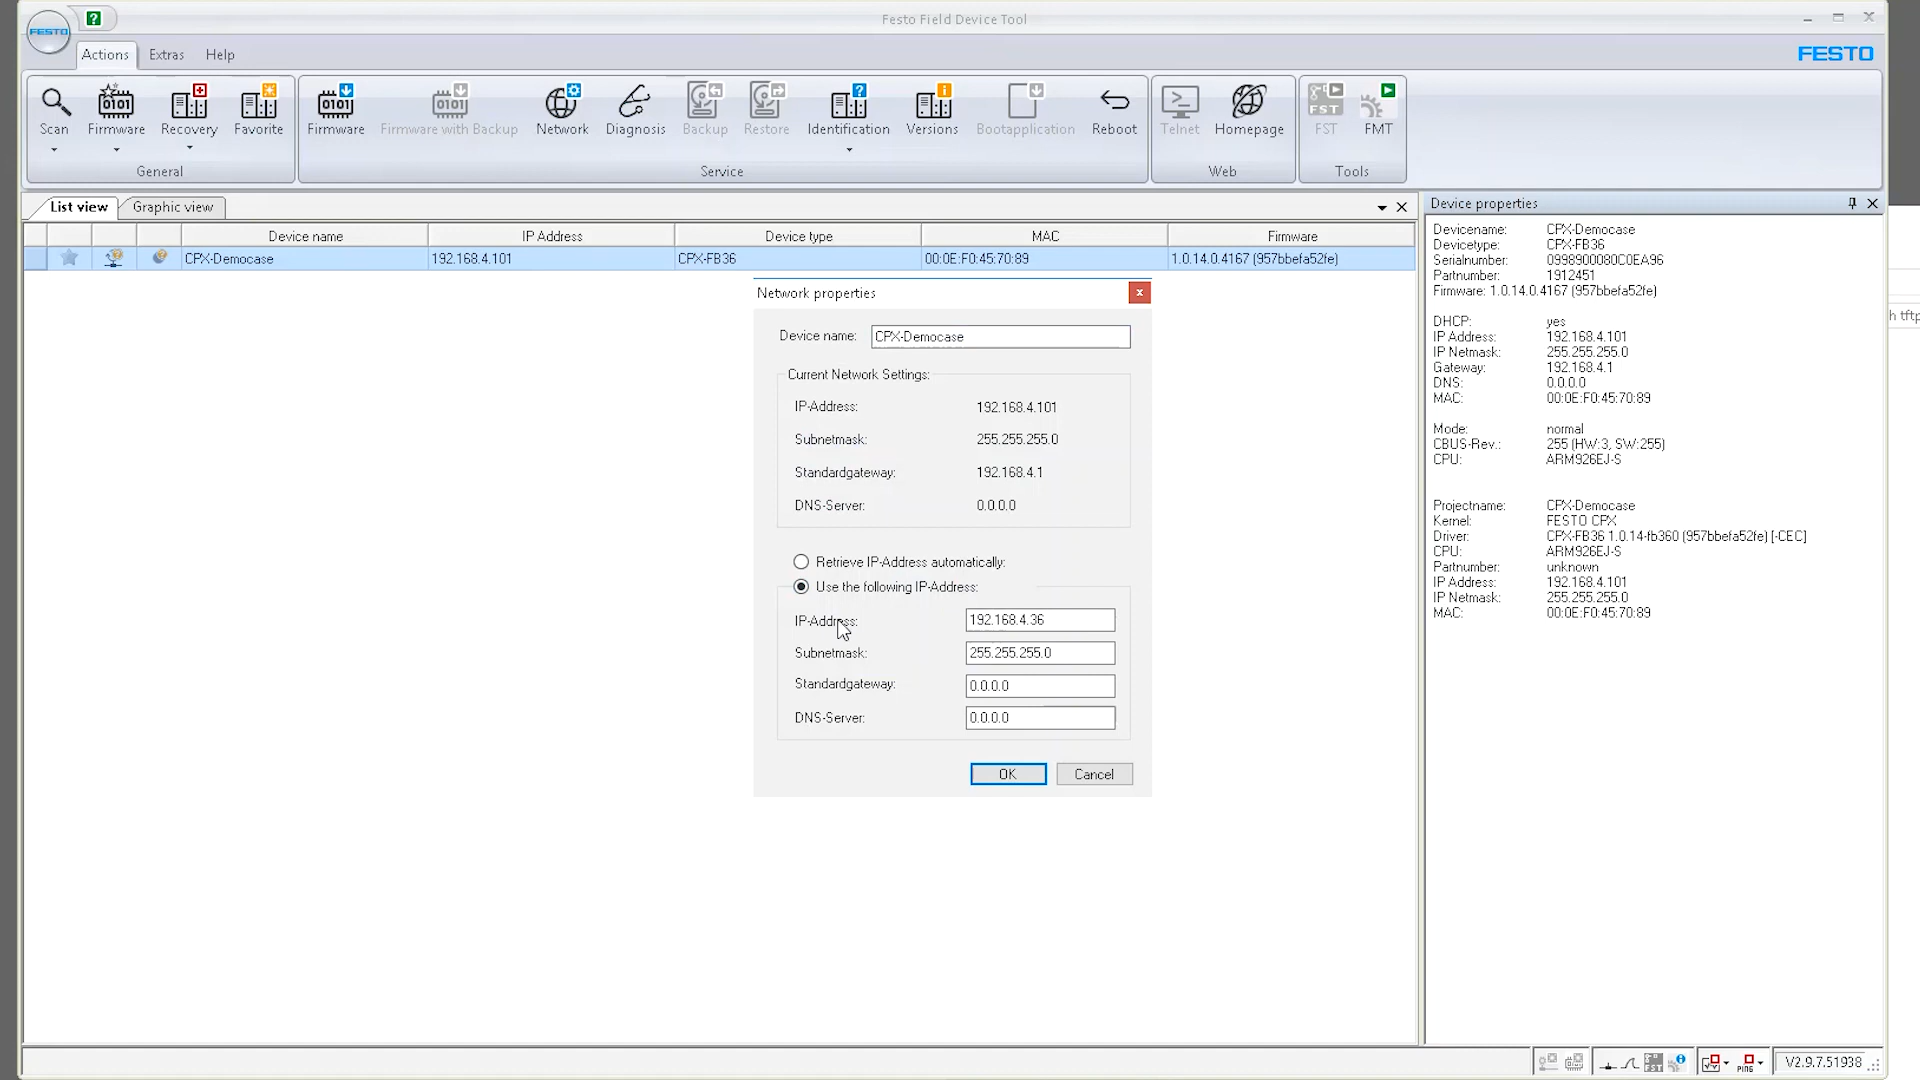 Festo Field Device Tool
FESTO
Actions Extras Help
FESTO
Scan Firmware Recovery Favorite
General
Firmware Firmware with Backup Network Diagnosis Backup Restore Identification Versions Bootapplication Reboot
Service
Telnet Homepage
Web
FST FMT
Tools
List view Graphic view
Device name IP Address Device type MAC Firmware
CPX-Democase 192.168.4.101 CPX-FB36 00:0E:F0:45:70:89 1.0.14.0.4167 (957bbefa52fe)
Network properties
Device name: CPX-Democase
Current Network Settings:
IP-Address: 192.168.4.101
Subnetmask: 255.255.255.0
Standardgateway: 192.168.4.1
DNS-Server: 0.0.0.0
Retrieve IP-Address automatically:
Use the following IP-Address:
IP-Address: 192.168.4.36
Subnetmask: 255.255.255.0
Standardgateway: 0.0.0.0
DNS-Server: 0.0.0.0
OK Cancel
Device properties
Devicename: CPX-Democase
Devicetype: CPX-FB36
Serialnumber: 0998900080C0EA96
Partnumber: 1912451
Firmware: 1.0.14.0.4167 (957bbefa52fe)
DHCP: yes
IP Address: 192.168.4.101
IP Netmask: 255.255.255.0
Gateway: 192.168.4.1
DNS: 0.0.0.0
MAC: 00:0E:F0:45:70:89
Mode: normal
CBUS-Rev.: 255 (HW:3, SW:255)
CPU: ARM926EJ-S
Projectname: CPX-Democase
Kernel: FESTO CPX
Driver: CPX-FB36 1.0.14-fb360 (957bbefa52fe) [-CEC]
CPU: ARM926EJ-S
Partnumber: unknown
IP Address: 192.168.4.101
IP Netmask: 255.255.255.0
MAC: 00:0E:F0:45:70:89
h tftp
V2.9.7.51938